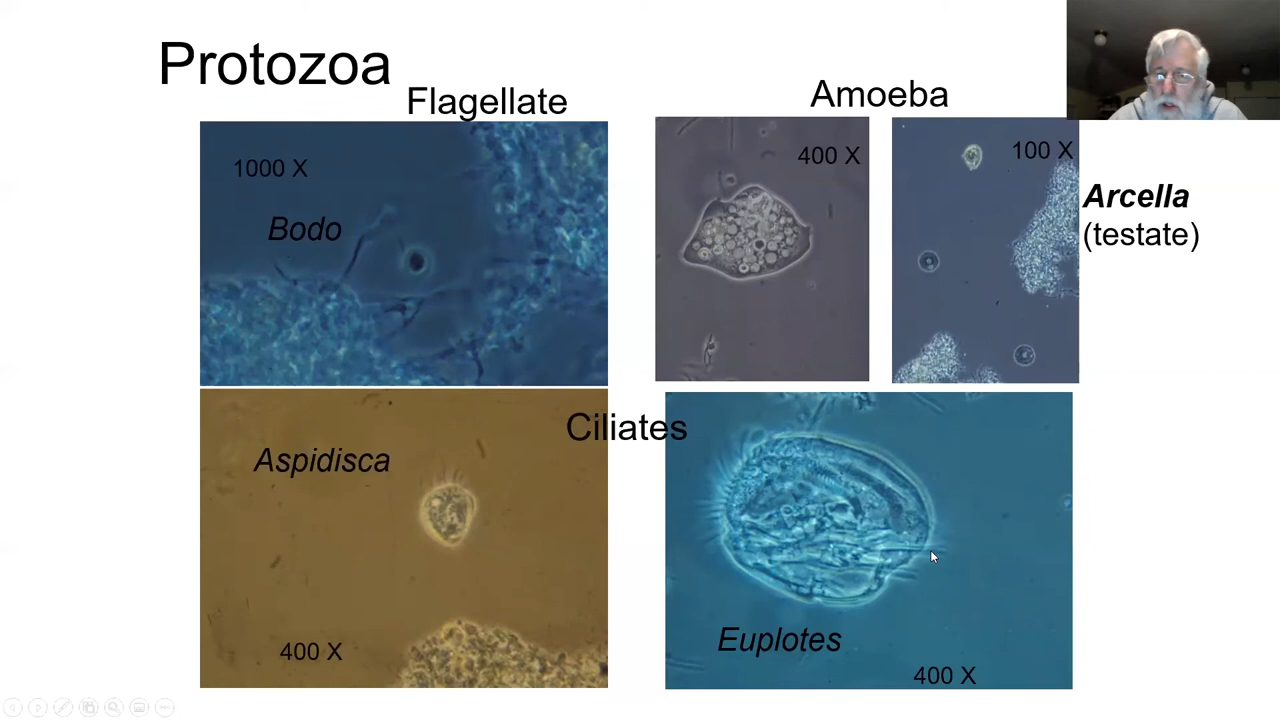 Protozoa
Flagellate
1000 X
Bodo
Amoeba
400 X
100 X
Arcella
(testate)
Ciliates
Aspidisca
400 X
Euplotes
400 X